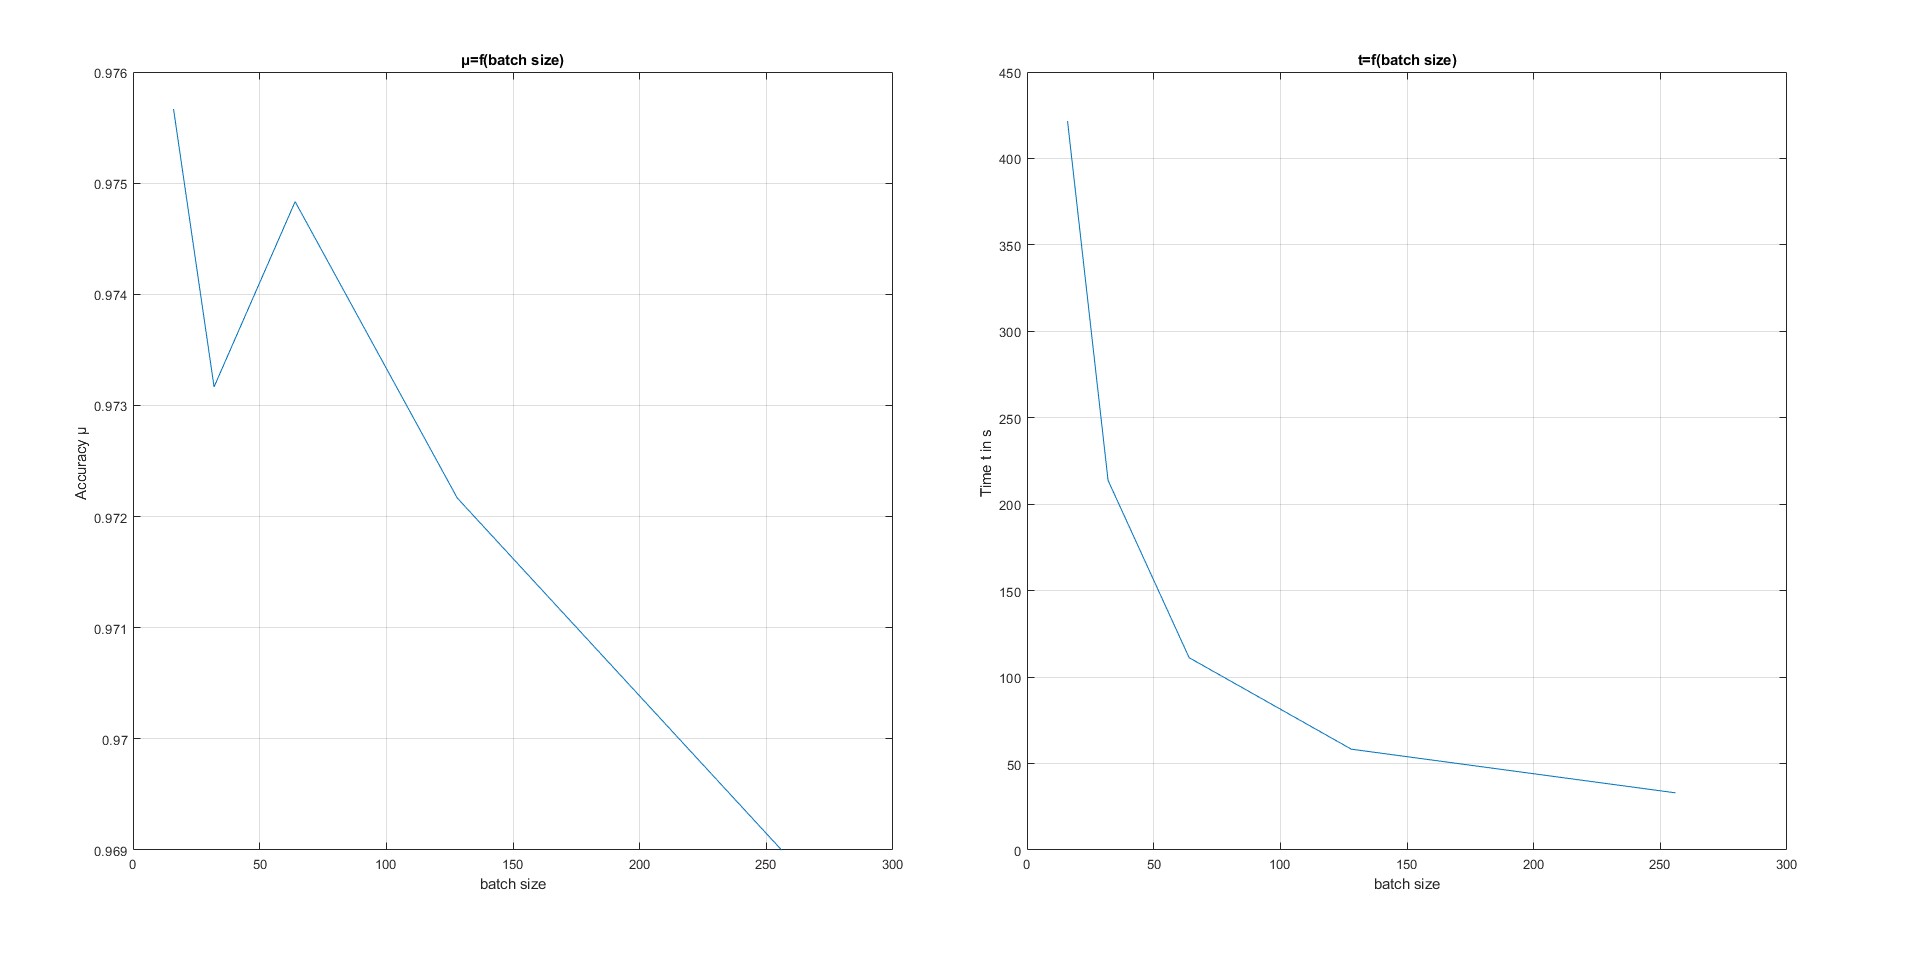 μ=f(batch size)
0.976
0.975
0.974
0.973
0.972
0.971
0.97
0.969
Accuracy μ
0 50 100 150 200 250 300
batch size
t=f(batch size)
450
400
350
300
250
200
150
100
50
0
Time t in s
0 50 100 150 200 250 300
batch size